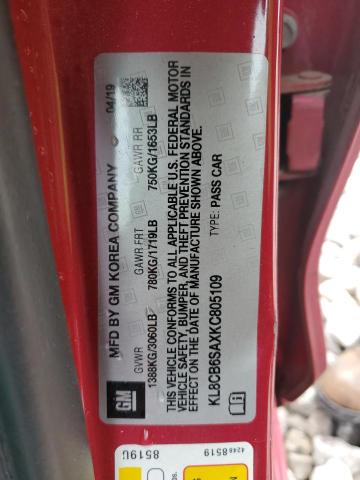 MFD BY GM KOREA COMPANY 04/19
GVWR GAWR FRT GAWR RR
1388KG/3060LB 780KG/1719LB 750KG/1653LB
THIS VEHICLE CONFORMS TO ALL APPLICABLE U.S. FEDERAL MOTOR
VEHICLE SAFETY, BUMPER, AND THEFT PREVENTION STANDARDS IN
EFFECT ON THE DATE OF MANUFACTURE SHOWN ABOVE.
KL8CB6SAXKC805109 TYPE: PASS CAR
GM
8519U
42468519